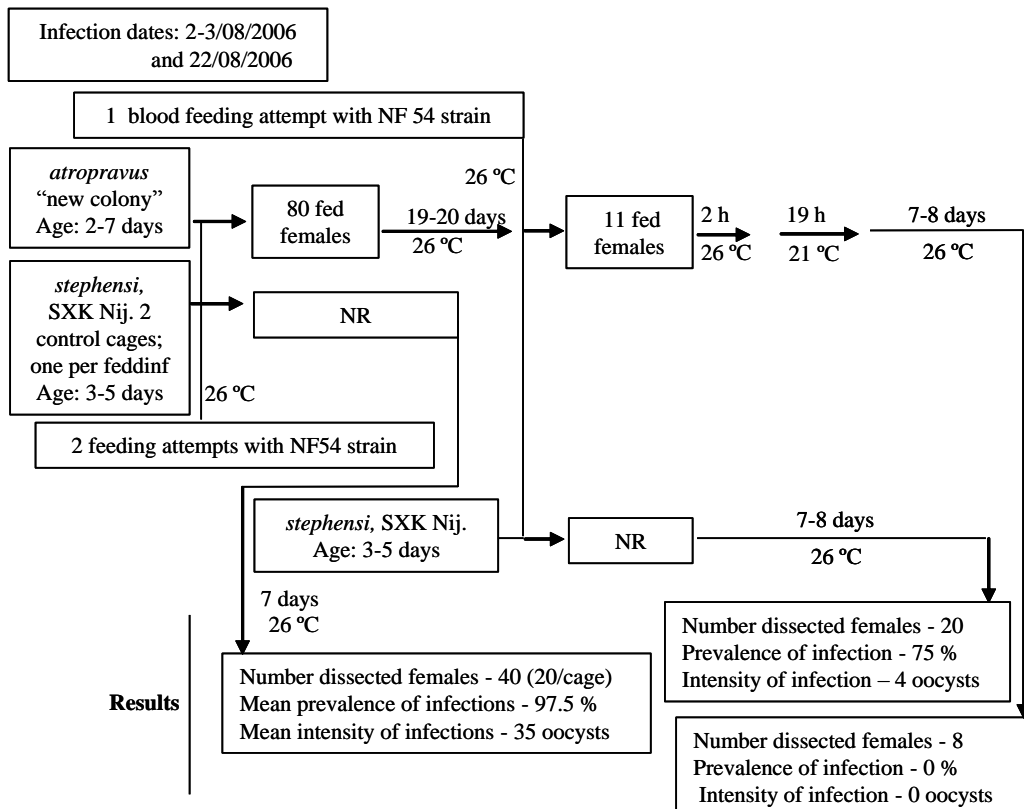 Infection dates: 2-3/08/2006
and 22/08/2006
1 blood feeding attempt with NF 54 strain
atropravus
“new colony”
Age: 2-7 days
80 fed
females
19-20 days
26 ºC
26 ºC
11 fed
females
2 h
26 ºC
19 h
21 ºC
7-8 days
26 ºC
stephensi,
SXK Nij. 2
control cages;
one per feddinf
Age: 3-5 days
NR
26 ºC
2 feeding attempts with NF54 strain
stephensi, SXK Nij.
Age: 3-5 days
NR
7-8 days
26 ºC
7 days
26 ºC
Results
Number dissected females - 40 (20/cage)
Mean prevalence of infections - 97.5 %
Mean intensity of infections - 35 oocysts
Number dissected females - 20
Prevalence of infection - 75 %
Intensity of infection – 4 oocysts
Number dissected females - 8
Prevalence of infection - 0 %
Intensity of infection - 0 oocysts